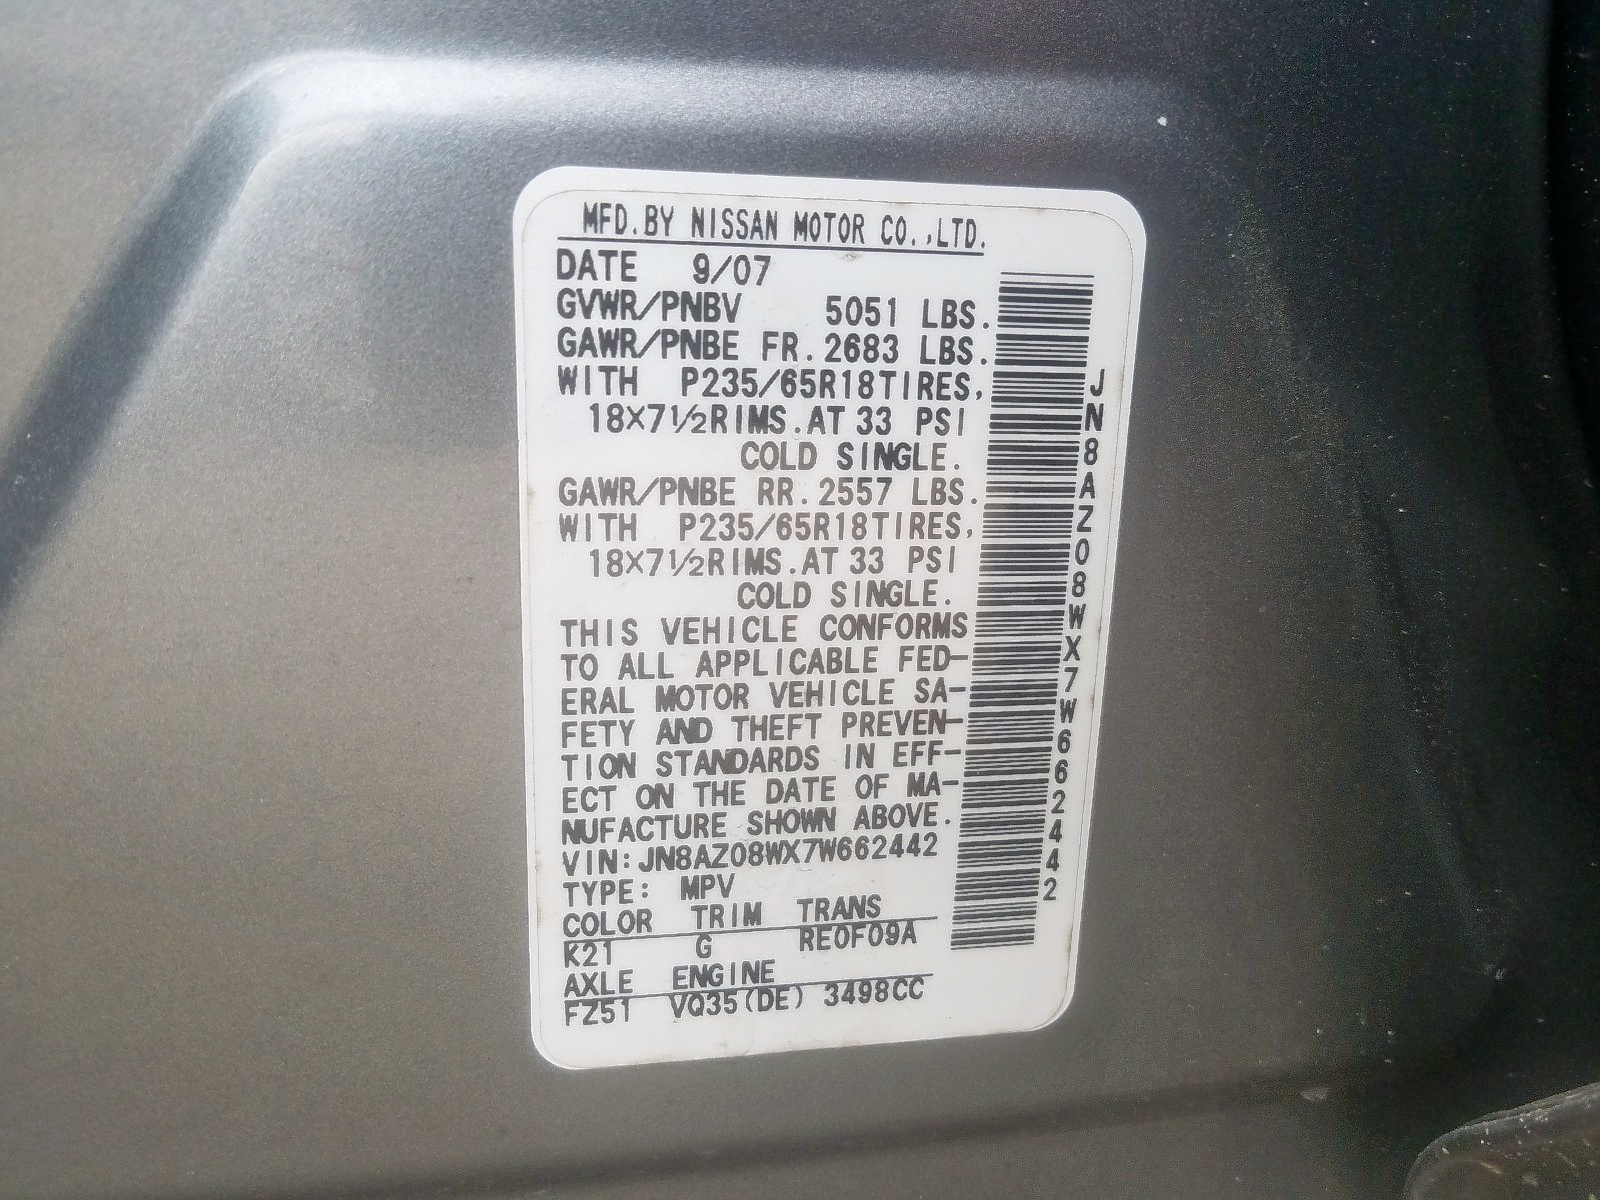 MFD.BY NISSAN MOTOR CO.,LTD.
DATE 9/07
GVWR/PNBV 5051 LBS.
GAWR/PNBE FR. 2683 LBS.
WITH P235/65R18TIRES,
18X7½RIMS.AT 33 PSI
COLD SINGLE.
GAWR/PNBE RR. 2557 LBS.
WITH P235/65R18TIRES,
18X7½RIMS.AT 33 PSI
COLD SINGLE.
THIS VEHICLE CONFORMS
TO ALL APPLICABLE FED-
ERAL MOTOR VEHICLE SA-
FETY AND THEFT PREVEN-
TION STANDARDS IN EFF-
ECT ON THE DATE OF MA-
NUFACTURE SHOWN ABOVE.
VIN:JN8AZ08WX7W662442
TYPE: MPV
COLOR TRIM TRANS
K21 G RE0F09A
AXLE ENGINE
FZ51 VQ35(DE) 3498CC
JN8AZ08WX7W662442